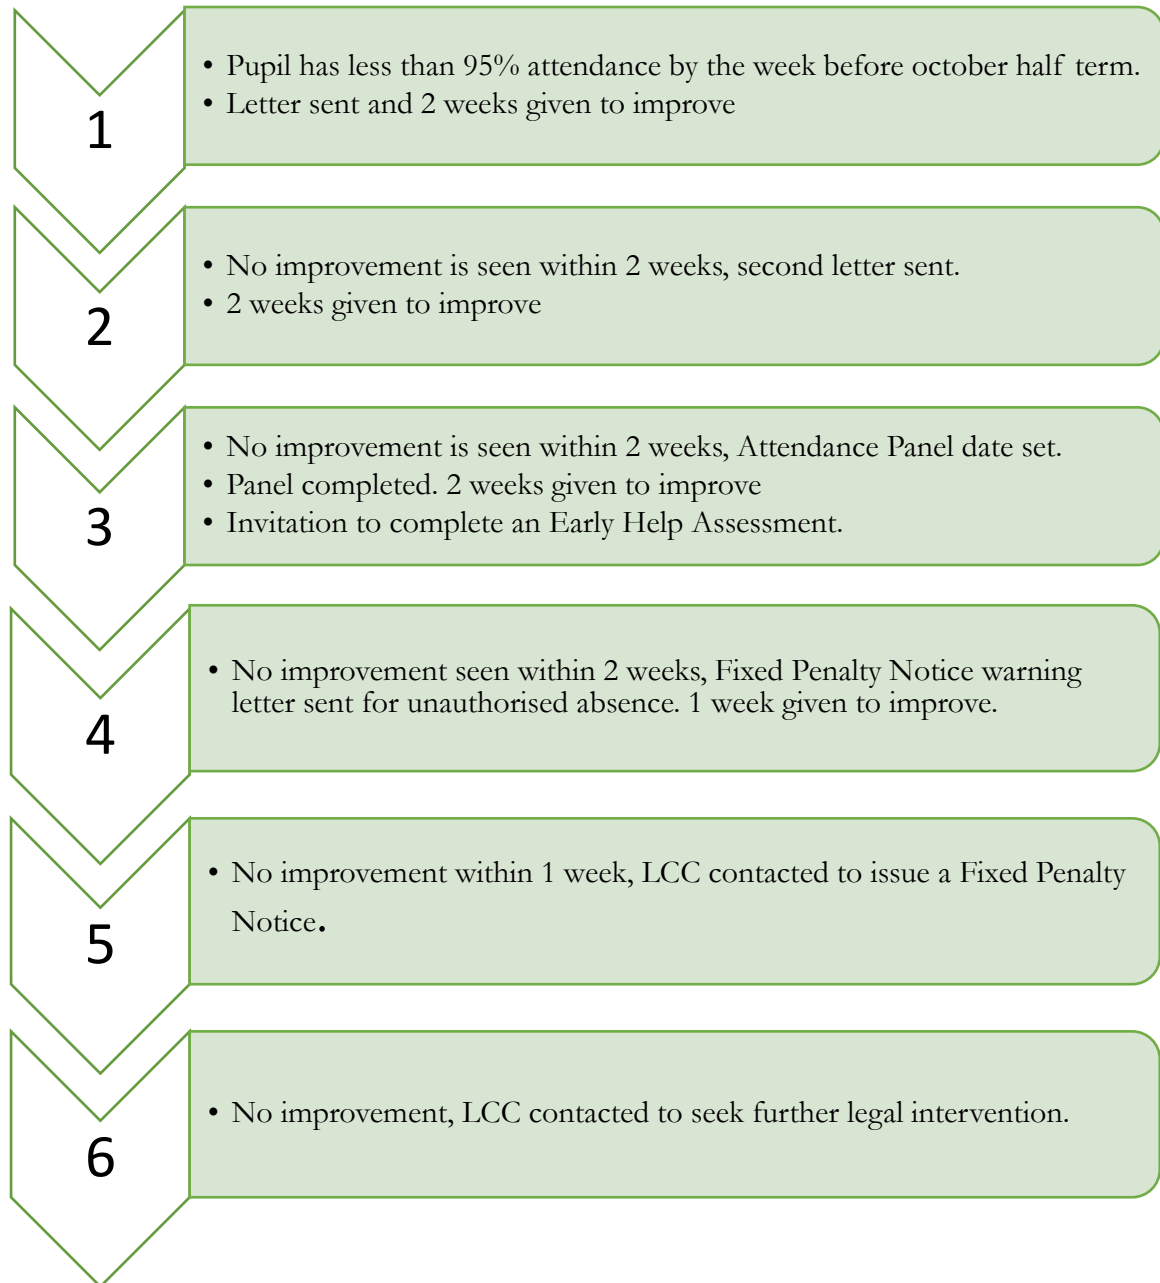 1
• Pupil has less than 95% attendance by the week before october half term.
• Letter sent and 2 weeks given to improve
2
• No improvement is seen within 2 weeks, second letter sent.
• 2 weeks given to improve
3
• No improvement is seen within 2 weeks, Attendance Panel date set.
• Panel completed. 2 weeks given to improve
• Invitation to complete an Early Help Assessment.
4
• No improvement seen within 2 weeks, Fixed Penalty Notice warning
letter sent for unauthorised absence. 1 week given to improve.
5
• No improvement within 1 week, LCC contacted to issue a Fixed Penalty
Notice.
6
• No improvement, LCC contacted to seek further legal intervention.